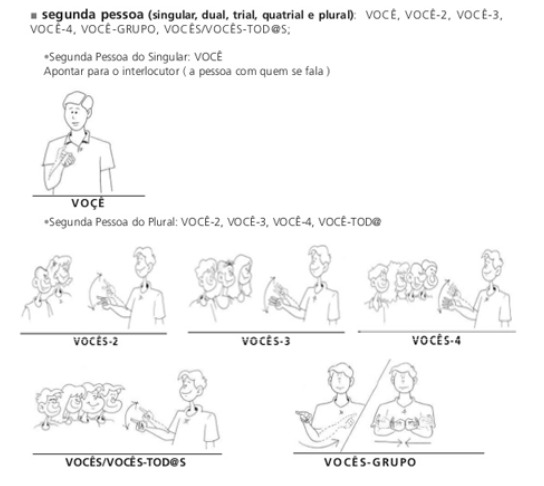 ▪ segunda pessoa (singular, dual, trial, quatrial e plural): VOCÊ, VOCÊ-2, VOCÊ-3,
VOCÊ-4, VOCÊ-GRUPO, VOCÊS/VOCÊS-TOD@S;
*Segunda Pessoa do Singular: VOCÊ
Apontar para o interlocutor ( a pessoa com quem se fala )
VOÇÊ
*Segunda Pessoa do Plural: VOCÊ-2, VOCÊ-3, VOCÊ-4, VOCÊ-TOD@
VOCÊS-2 VOCÊS-3 VOCÊS-4
VOCÊS/VOCÊS-TOD@S VOCÊS-GRUPO